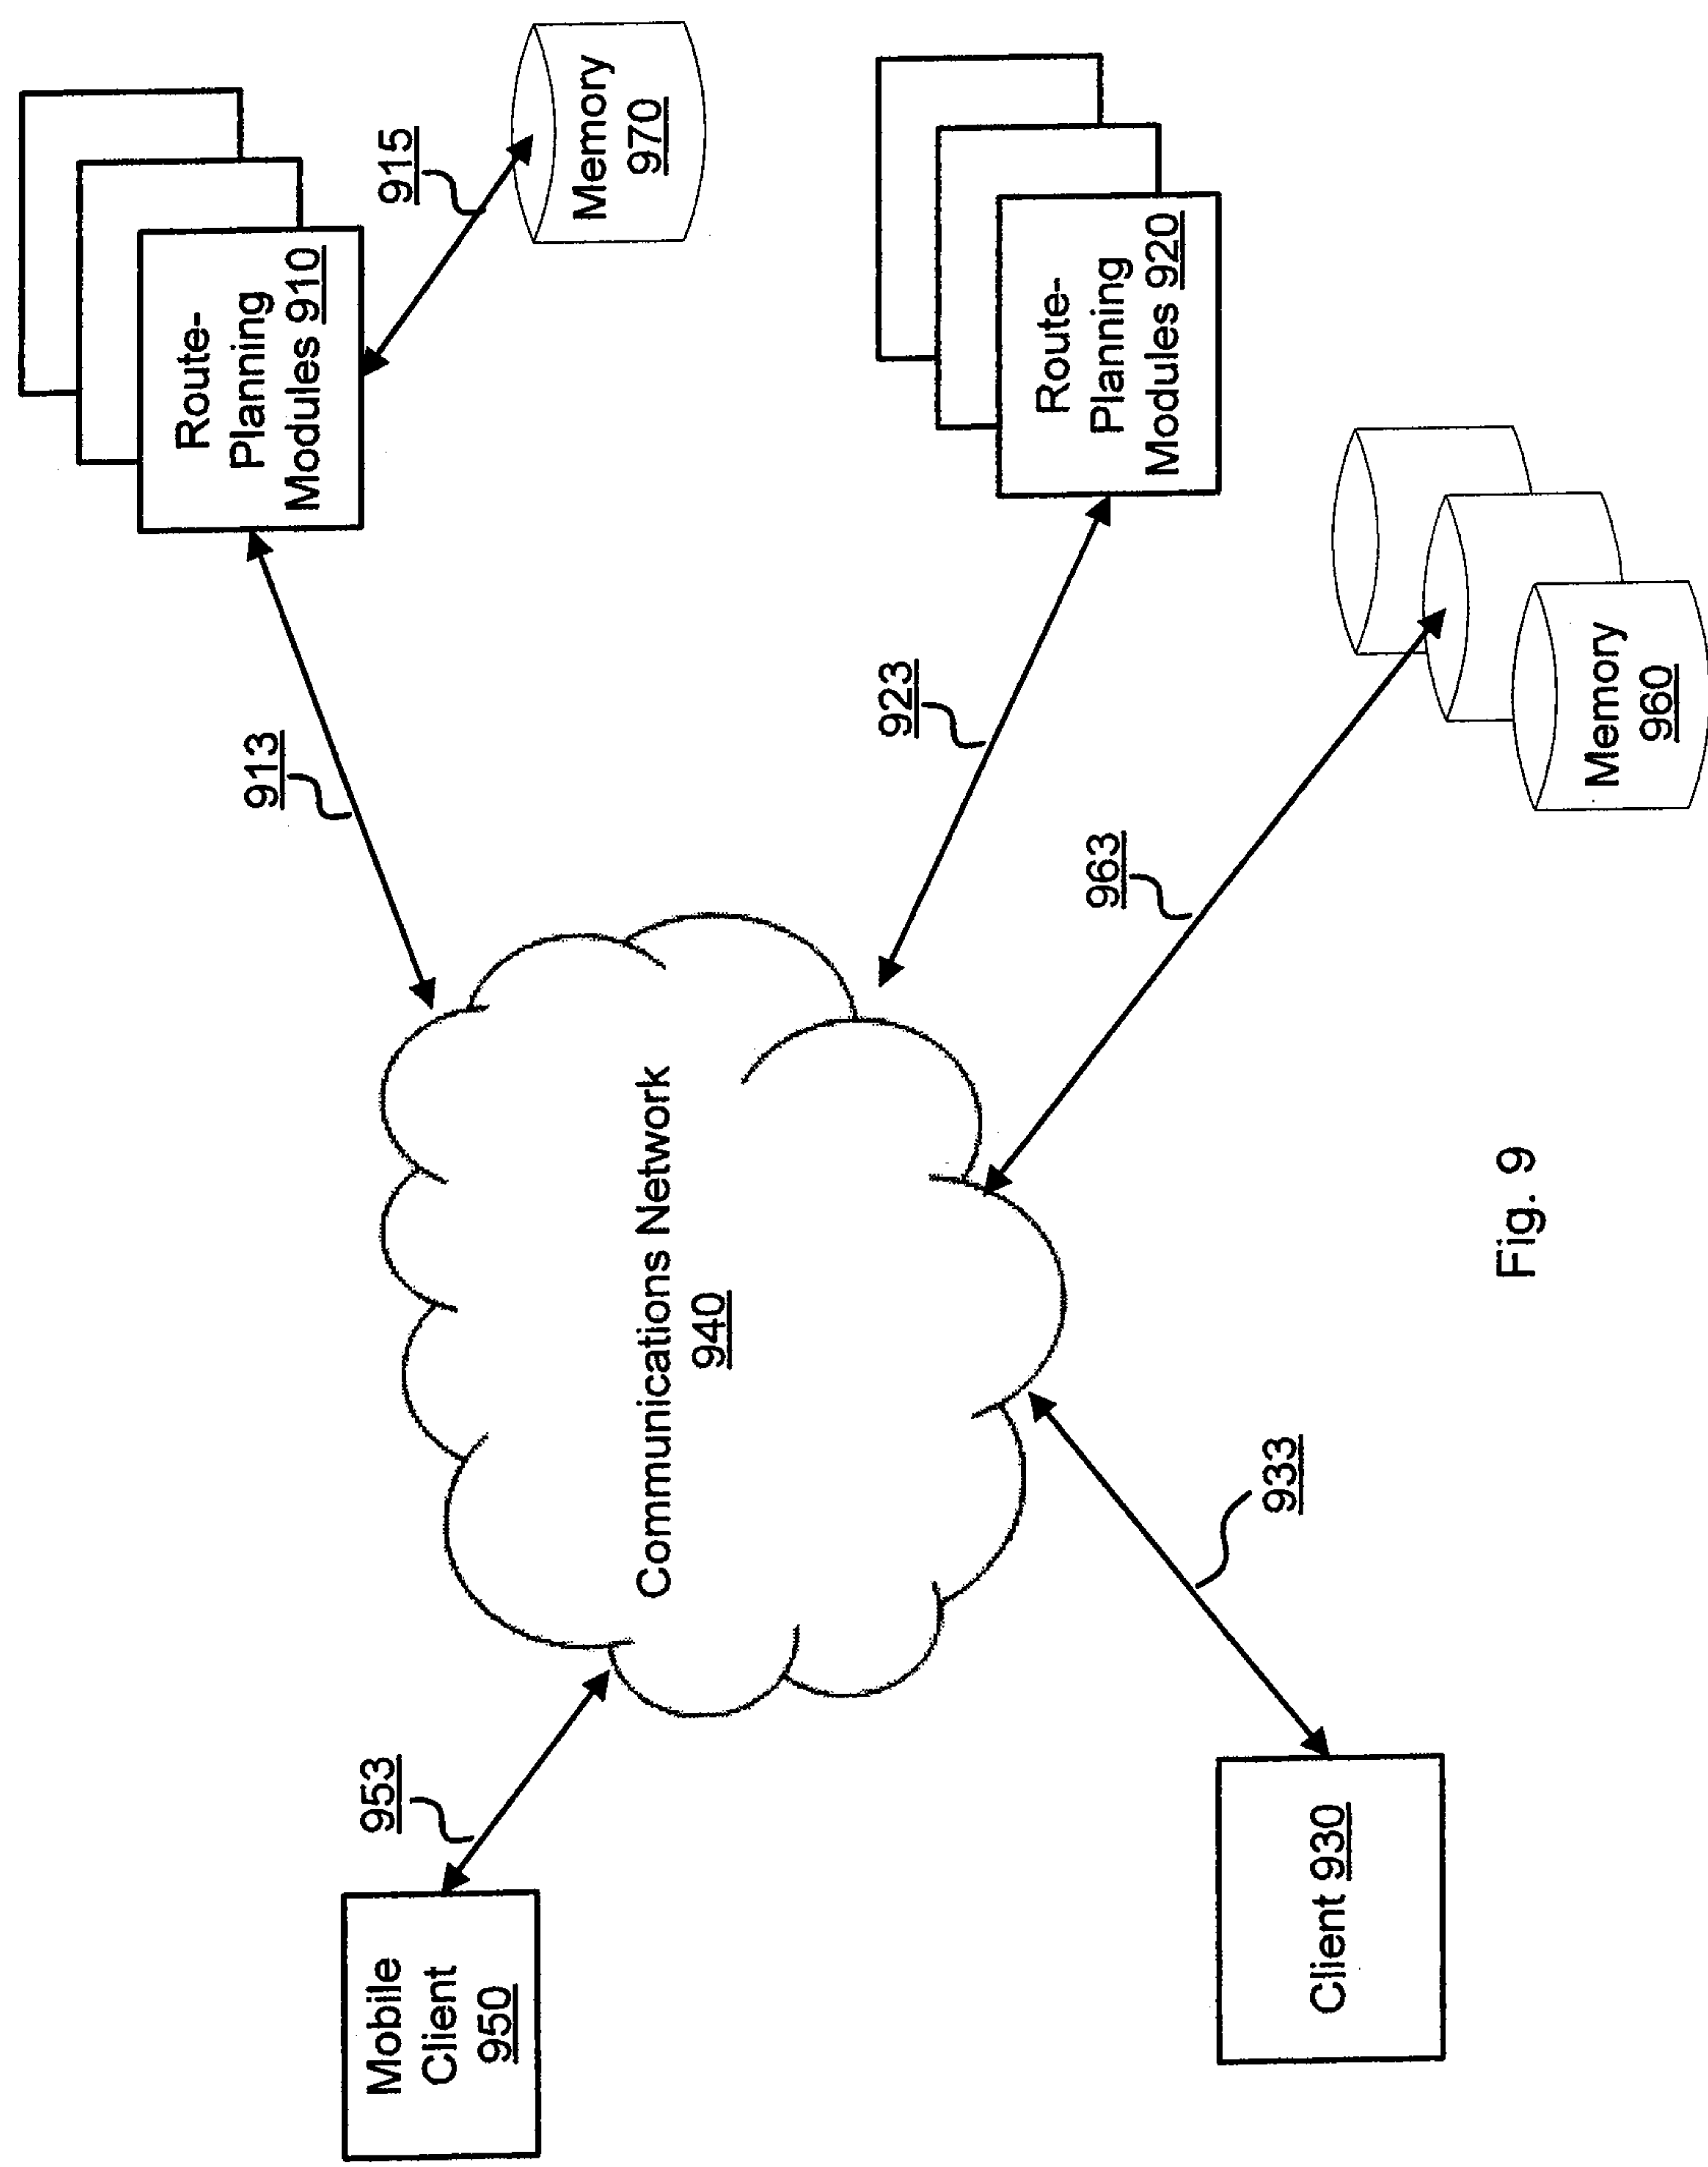 Mobile
Client
950
953
Communications Network
940
913
Route-
Planning
Modules 910
915
Memory
970
923
Route-
Planning
Modules 920
963
Memory
960
933
Client 930
Fig. 9